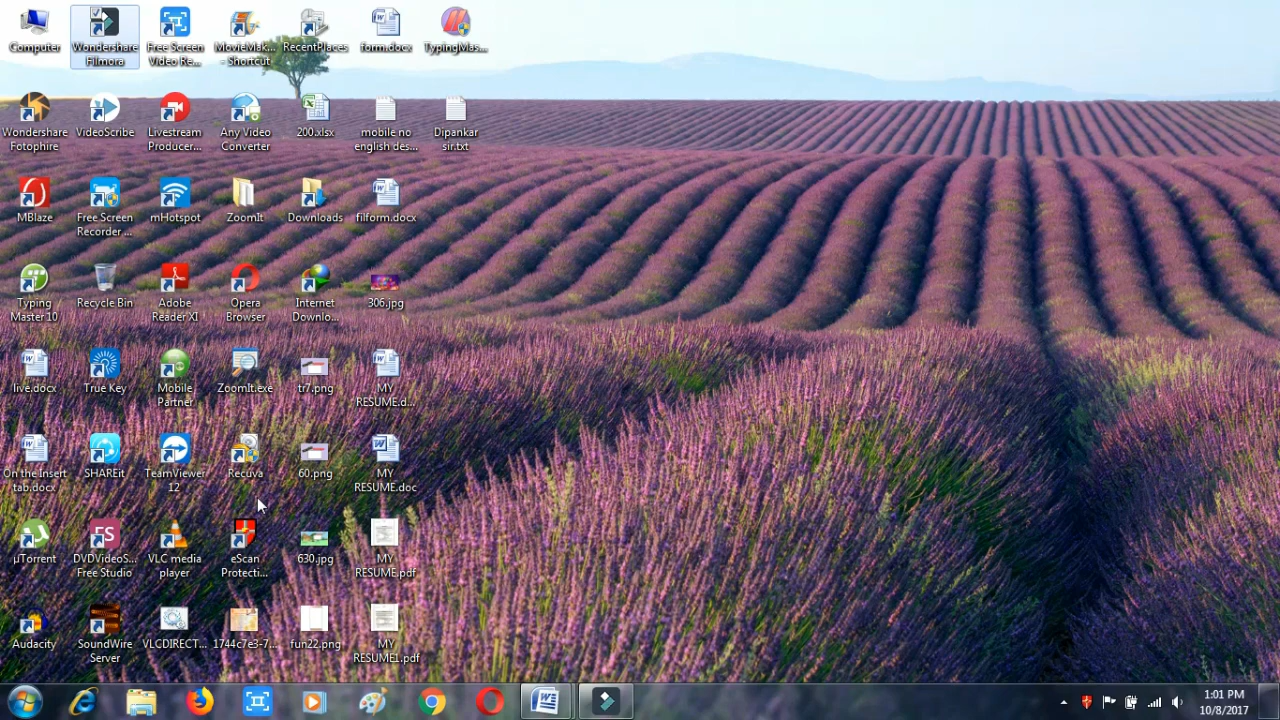 Computer
Wondershare
Filmora
Free Screen
Video Re...
MovieMak...
- Shortcut
RecentPlaces
form.docx
TypingMas...
Wondershare
Fotophire
VideoScribe
Livestream
Producer...
Any Video
Converter
200.xlsx
mobile no
english des...
Dipankar
sir.txt
MBlaze
Free Screen
Recorder ...
mHotspot
ZoomIt
Downloads
filform.docx
Typing
Master 10
Recycle Bin
Adobe
Reader XI
Opera
Browser
Internet
Downlo...
306.jpg
live.docx
True Key
Mobile
Partner
ZoomIt.exe
tr7.png
MY
RESUME.d...
On the Insert
tab.docx
SHAREit
TeamViewer
12
Recuva
60.png
MY
RESUME.doc
µTorrent
DVDVideoS...
Free Studio
VLC media
player
eScan
Protecti...
630.jpg
MY
RESUME.pdf
Audacity
SoundWire
Server
VLCDIRECT...
1744c7e3-7...
fun22.png
MY
RESUME1.pdf
1:01 PM
10/8/2017